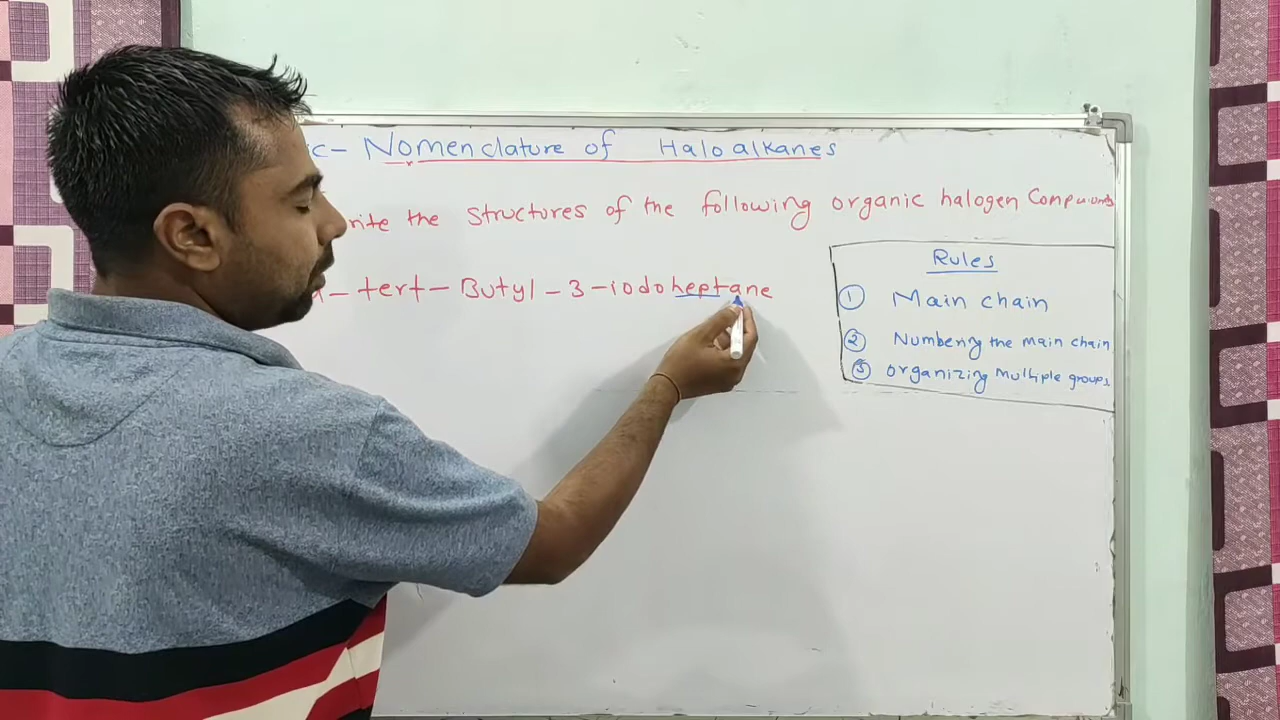 Nomenclature of Haloalkanes
the structures of the following organic halogen Compounds
- tert - Butyl - 3 - iodoheptane
Rules
① Main chain
② Numbering the main chain
③ organizing multiple groups